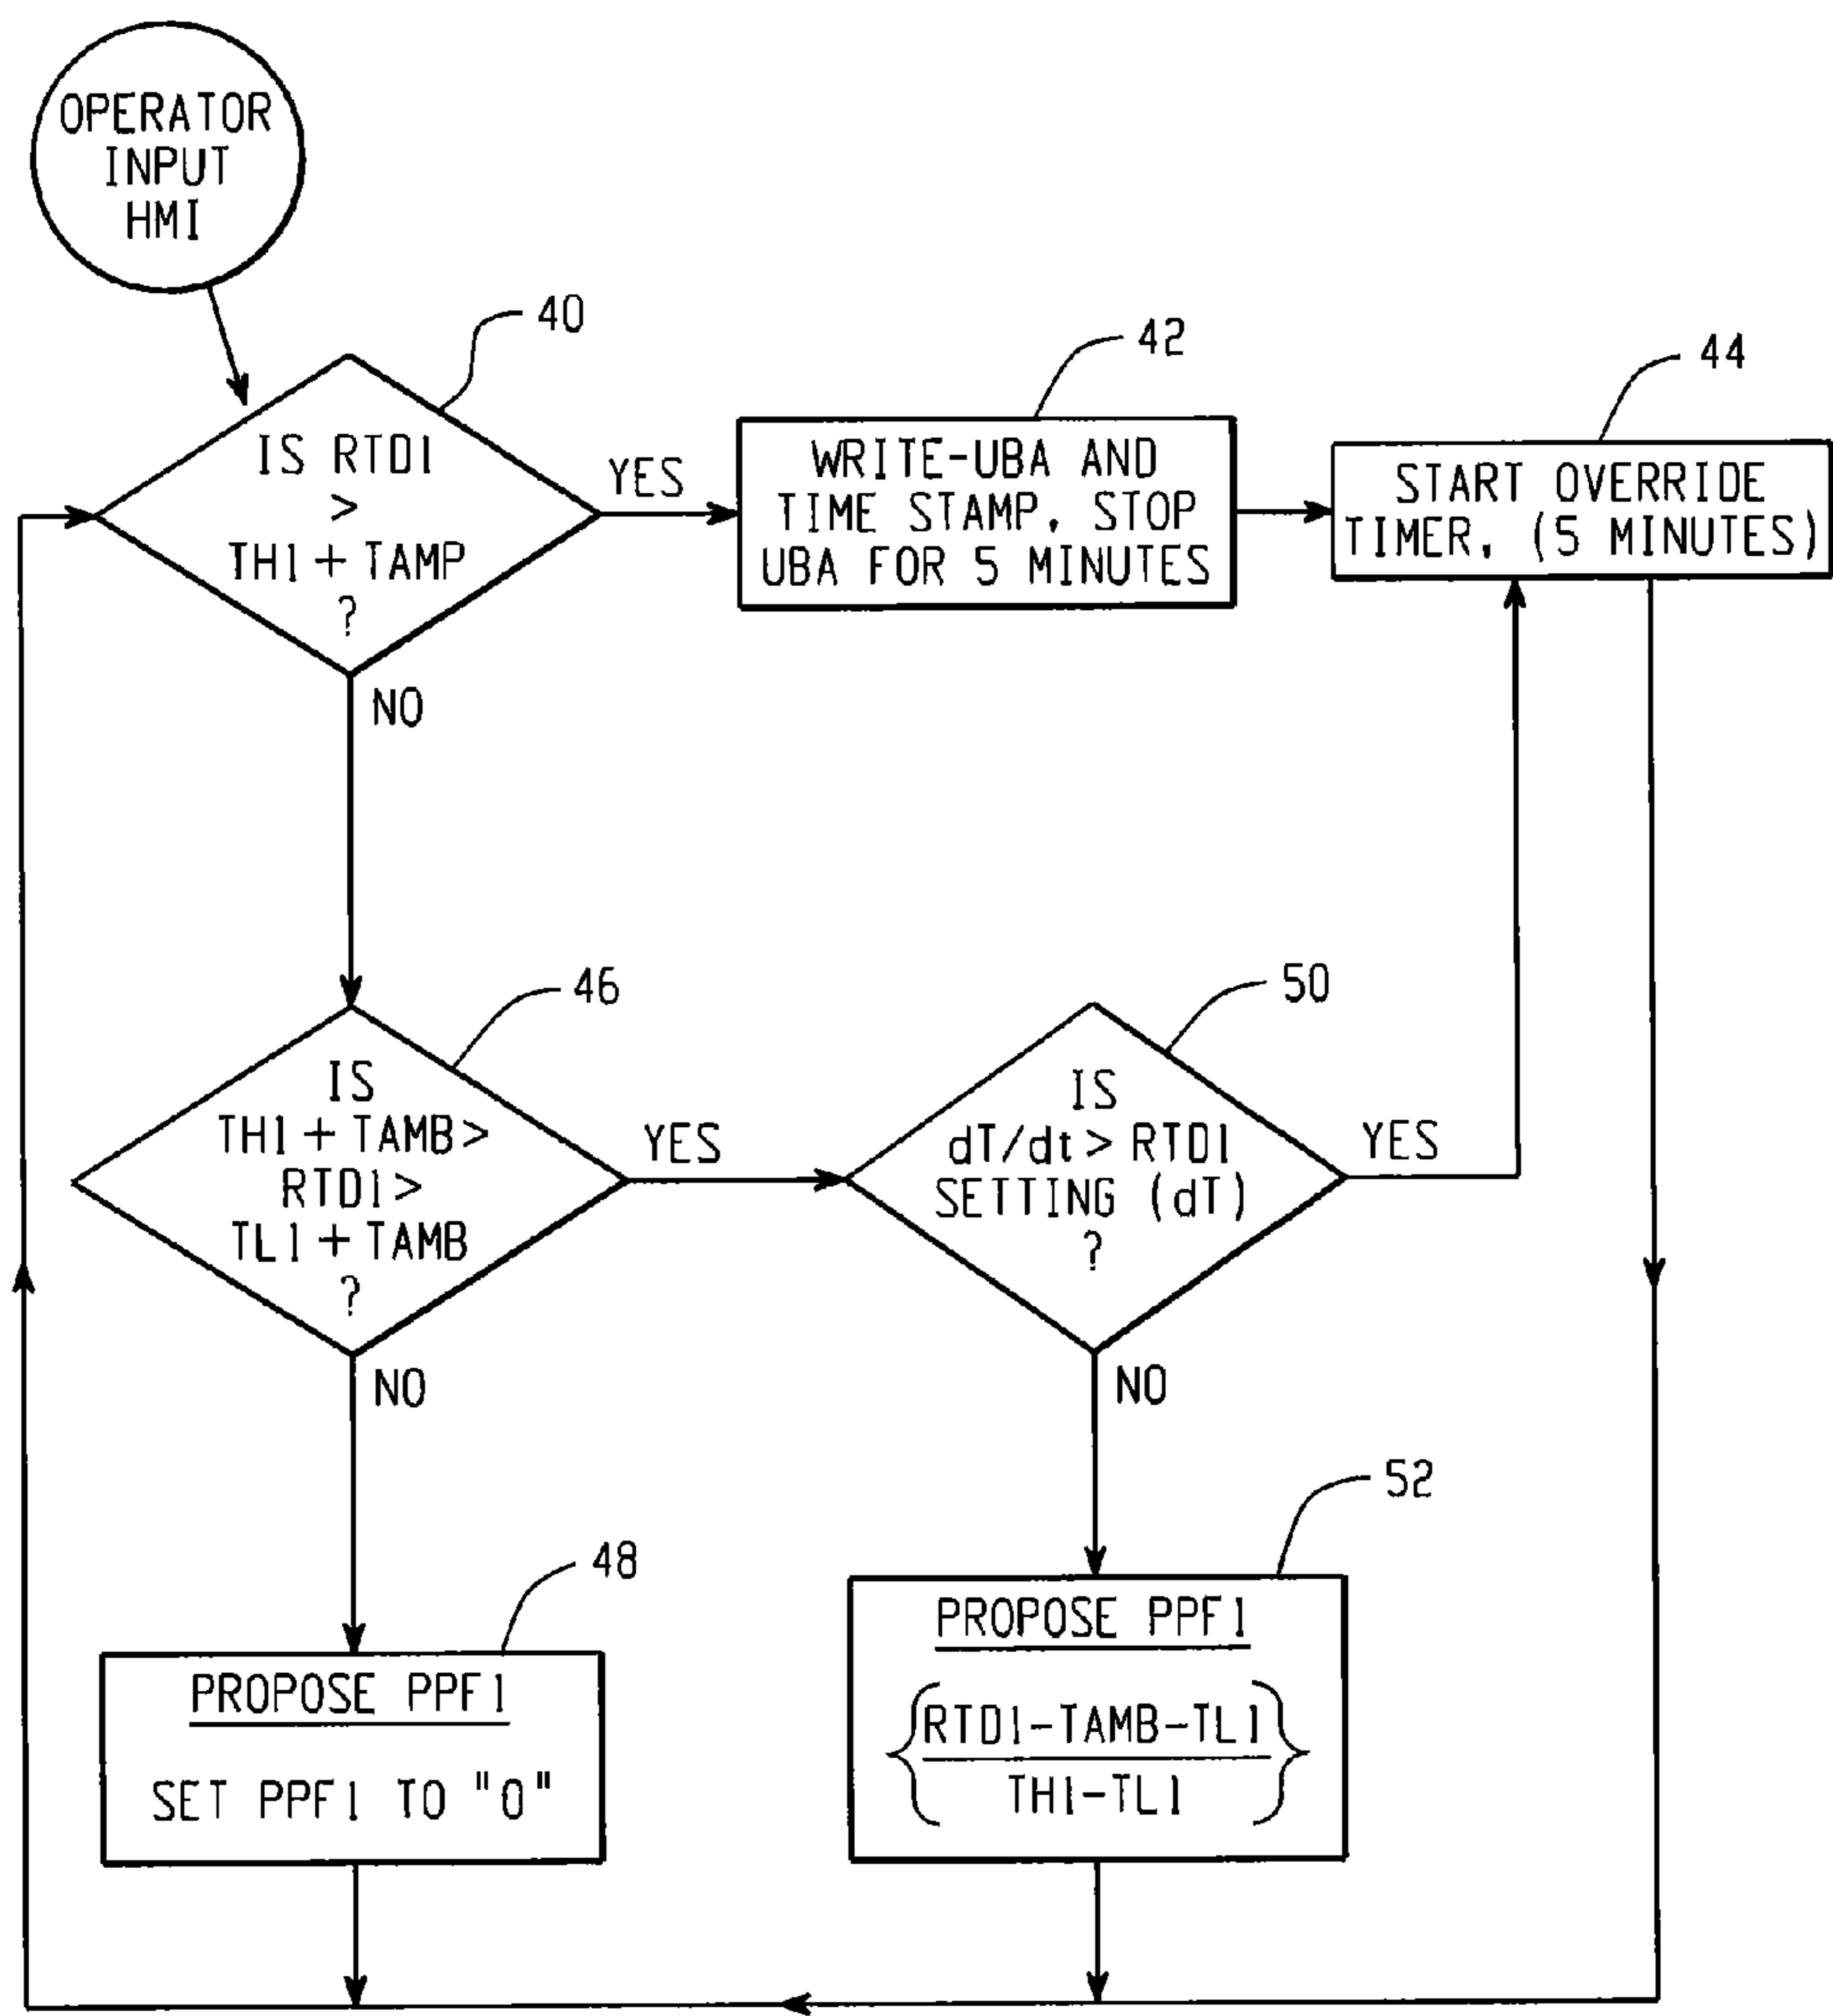 OPERATOR
INPUT
HMI
40
IS RTD1
>
TH1 + TAMP
?
YES
NO
42
WRITE-UBA AND
TIME STAMP, STOP
UBA FOR 5 MINUTES
44
START OVERRIDE
TIMER, (5 MINUTES)
46
IS
TH1 + TAMB >
RTD1 >
TL1 + TAMB
?
YES
NO
50
IS
dT/dt > RTD1
SETTING (dT)
?
YES
NO
48
PROPOSE PPF1
SET PPF1 TO "0"
52
PROPOSE PPF1
RTD1-TAMB-TL1
TH1-TL1